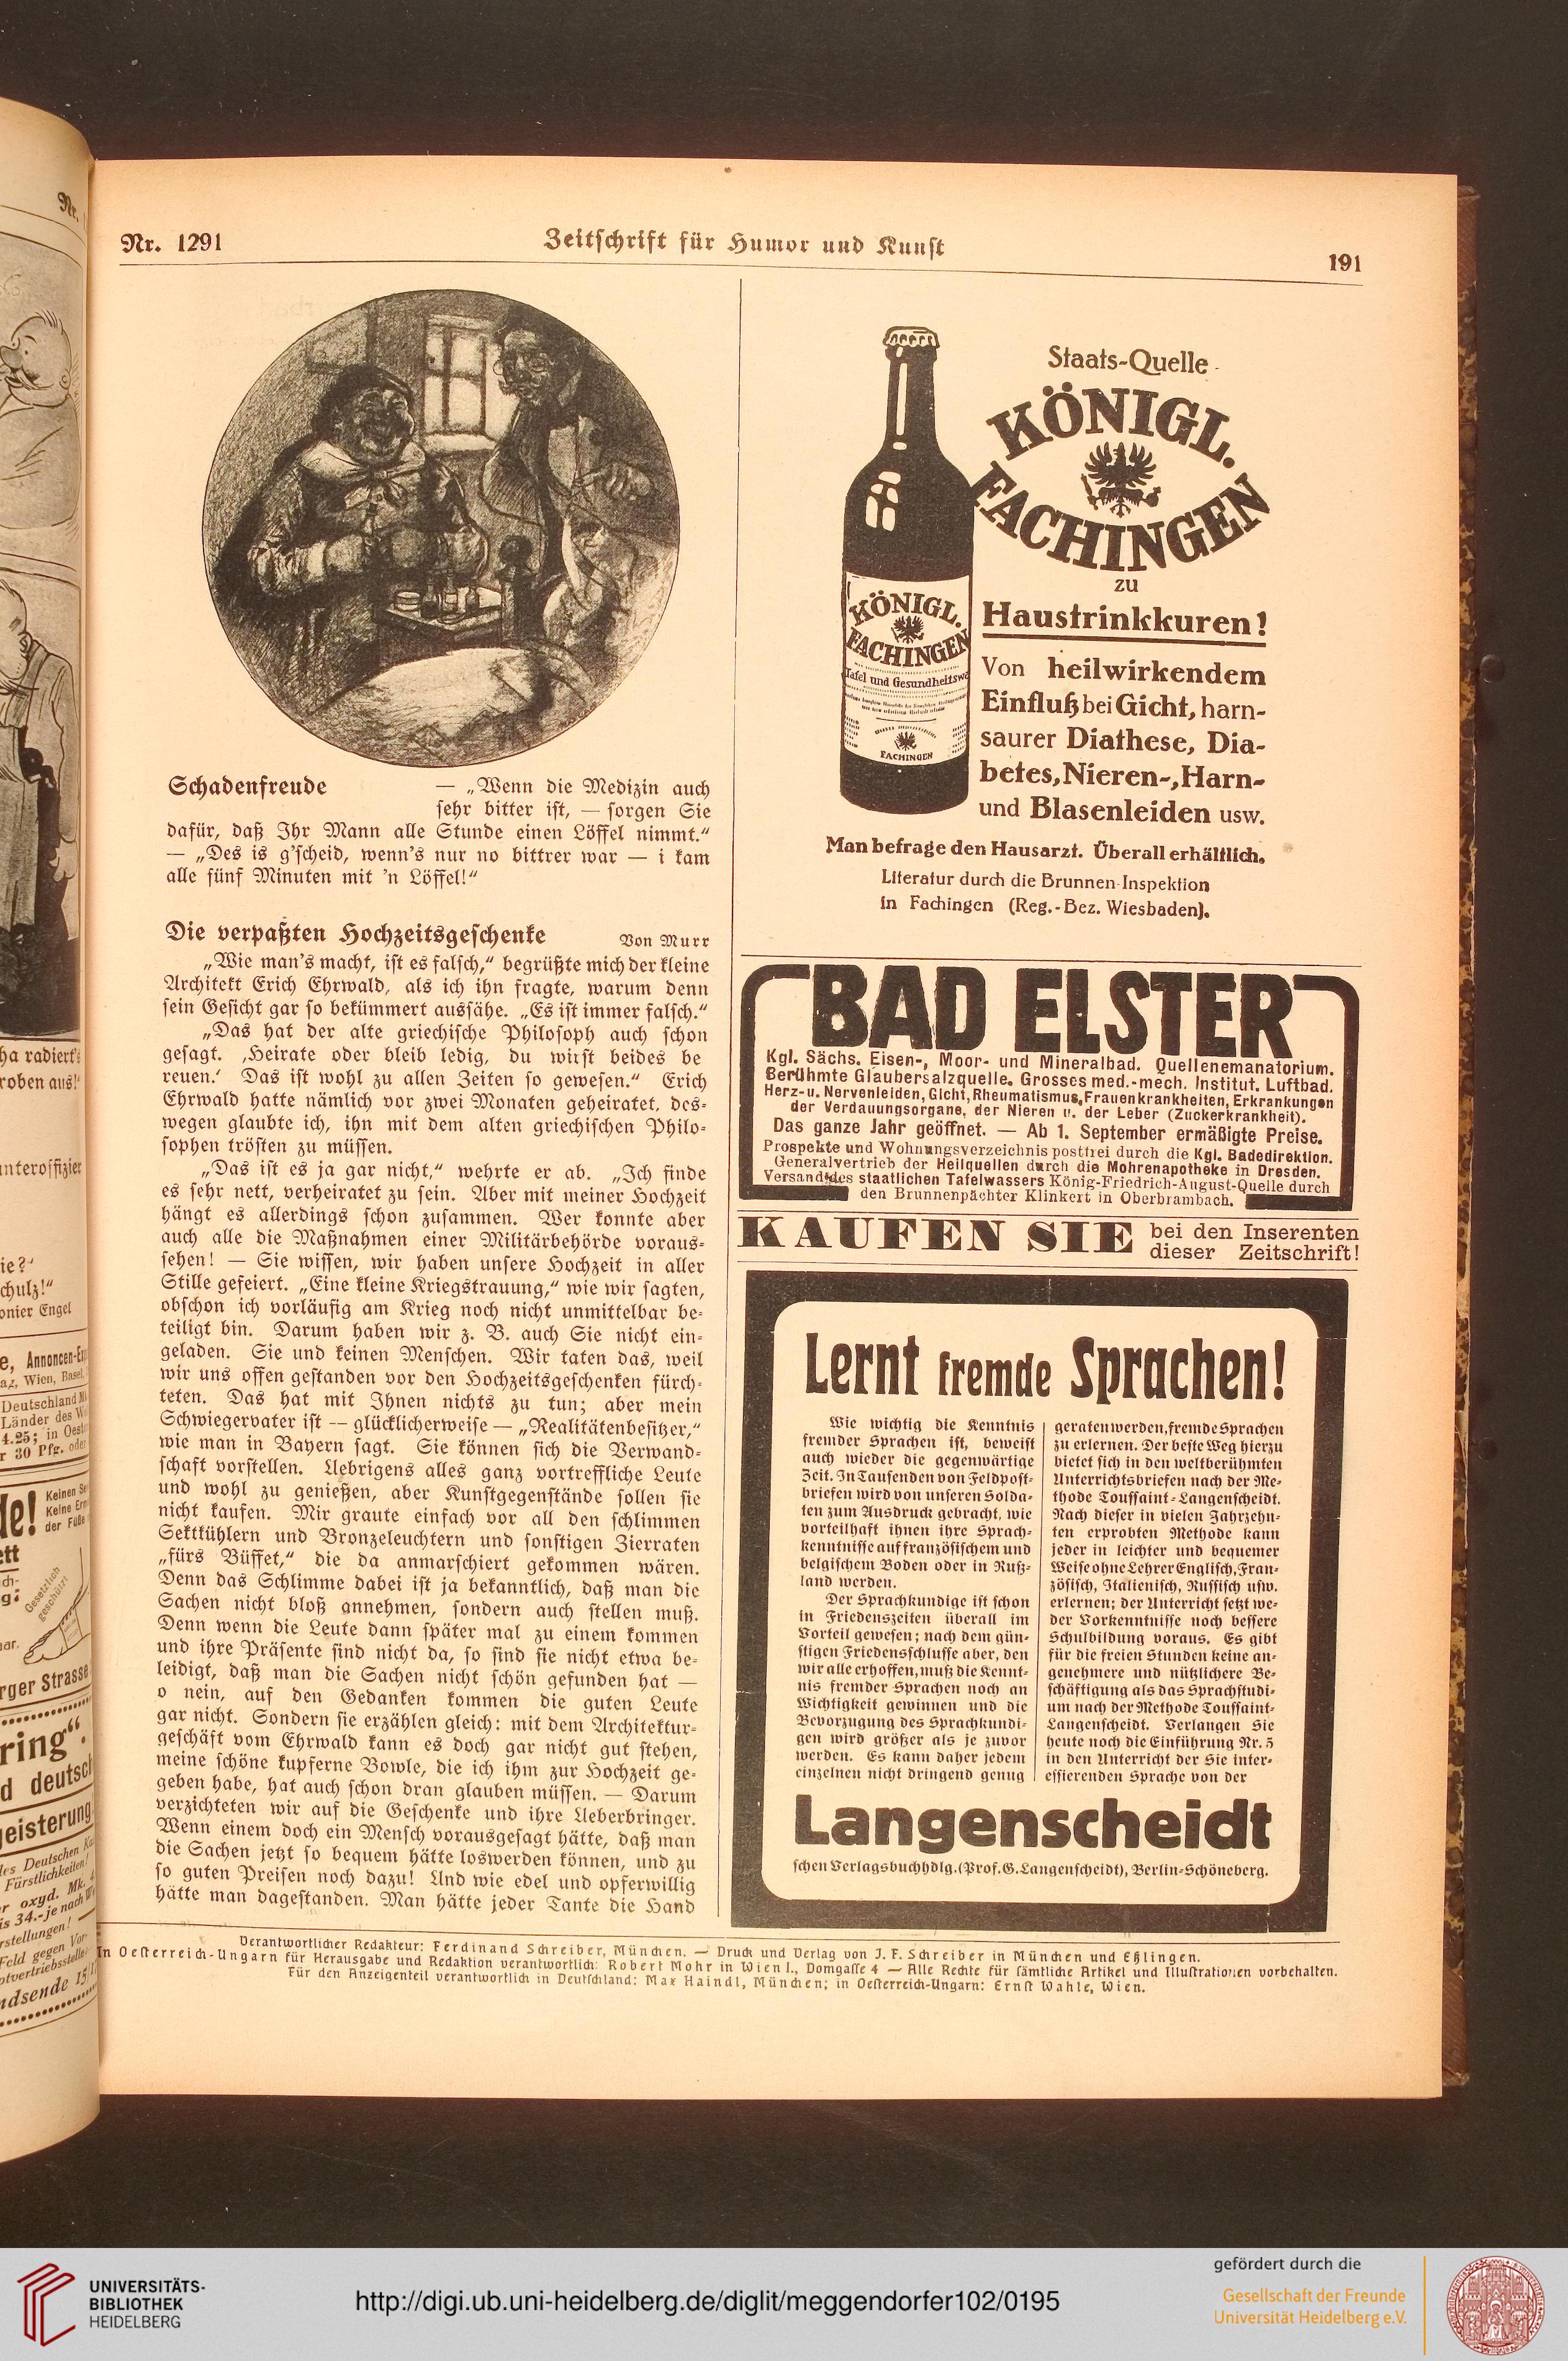 Nr. 1291
Zeitschrift für Humor und Kunst
191
Schadenfreude — „Wenn die Medizin auch
sehr bitter ist, — sorgen Sie
dafür, daß Ihr Mann alle Stunde einen Löffel nimmt.“
— „Des is g'scheid, wenn's nur no bittrer war — i kam
alle fünf Minuten mit 'n Löffel!“
Die verpaßten Hochzeitsgeschenke Von Murr
„Wie man's macht, ist es falsch,“ begrüßte mich der kleine
Architekt Erich Ehrwald, als ich ihn fragte, warum denn
sein Gesicht gar so bekümmert aussähe. „Es ist immer falsch.“
„Das hat der alte griechische Philosoph auch schon
gesagt. ‚Heirate oder bleib ledig, du wirst beides be
reuen.‘ Das ist wohl zu allen Zeiten so gewesen.“ Erich
Ehrwald hatte nämlich vor zwei Monaten geheiratet, des-
wegen glaubte ich, ihn mit dem alten griechischen Philo-
sophen trösten zu müssen.
„Das ist es ja gar nicht,“ wehrte er ab. „Ich finde
es sehr nett, verheiratet zu sein. Aber mit meiner Hochzeit
hängt es allerdings schon zusammen. Wer konnte aber
auch alle die Maßnahmen einer Militärbehörde voraus-
sehen! — Sie wissen, wir haben unsere Hochzeit in aller
Stille gefeiert. „Eine kleine Kriegstrauung,“ wie wir sagten,
obschon ich vorläufig am Krieg noch nicht unmittelbar be-
teiligt bin. Darum haben wir z. B. auch Sie nicht ein-
geladen. Sie und keinen Menschen. Wir taten das, weil
wir uns offen gestanden vor den Hochzeitsgeschenken fürch-
teten. Das hat mit Ihnen nichts zu tun; aber mein
Schwiegervater ist — glücklicherweise — „Realitätenbesitzer,“
wie man in Bayern sagt. Sie können sich die Verwand-
schaft vorstellen. Uebrigens alles ganz vortreffliche Leute
und wohl zu genießen, aber Kunstgegenstände sollen sie
nicht kaufen. Mir graute einfach vor all den schlimmen
Sektkühlern und Bronzeleuchtern und sonstigen Zierraten
„fürs Büffet,“ die da anmarschiert gekommen wären.
Denn das Schlimme dabei ist ja bekanntlich, daß man die
Sachen nicht bloß annehmen, sondern auch stellen muß.
Denn wenn die Leute dann später mal zu einem kommen
und ihre Präsente sind nicht da, so sind sie nicht etwa be-
leidigt, daß man die Sachen nicht schön gefunden hat —
o nein, auf den Gedanken kommen die guten Leute
gar nicht. Sondern sie erzählen gleich: mit dem Architektur-
geschäft vom Ehrwald kann es doch gar nicht gut stehen,
meine schöne kupferne Bowle, die ich ihm zur Hochzeit ge-
geben habe, hat auch schon dran glauben müssen. — Darum
verzichteten wir auf die Geschenke und ihre Ueberbringer.
Wenn einem doch ein Mensch vorausgesagt hätte, daß man
die Sachen jetzt so bequem hätte loswerden können, und zu
so guten Preisen noch dazu! Und wie edel und opferwillig
hätte man dagestanden. Man hätte jeder Tante die Hand
Staats-Quelle
KÖNIGL.
FACHINGEN
zu
Haustrinkkuren!
Von heilwirkendem
Einfluß bei Gicht, harn-
saurer Diathese, Dia-
betes, Nieren-, Harn-
und Blasenleiden usw.
KÖNIGL.
FACHINGEN
Tafel und Gesundheitswa
FACHINGEN
Man befrage den Hausarzt. Überall erhältlich.
Literatur durch die Brunnen-Inspektion
in Fachingen (Reg.-Bez. Wiesbaden).
BAD ELSTER
Kgl. Sächs. Eisen-, Moor- und Mineralbad. Quellenemanatorium.
Berühmte Glaubersalzquelle. Grosses med.-mech. Institut. Luftbad.
Herz- u. Nervenleiden, Gicht, Rheumatismus, Frauenkrankheiten, Erkrankungen
der Verdauungsorgane, der Nieren u. der Leber (Zuckerkrankheit).
Das ganze Jahr geöffnet. — Ab 1. September ermäßigte Preise.
Prospekte und Wohnungsverzeichnis postfrei durch die Kgl. Badedirektion.
Generalvertrieb der Heilquellen durch die Mohrenapotheke in Dresden.
Versand des staatlichen Tafelwassers König-Friedrich-August-Quelle durch
den Brunnenpächter Klinkert in Oberbrambach.
KAUFEN SIE bei den Inserenten
dieser Zeitschrift!
Lernt fremde Sprachen!
Wie wichtig die Kenntnis
fremder Sprachen ist, beweist
auch wieder die gegenwärtige
Zeit. In Tausenden von Feldpost-
briefen wird von unseren Solda-
ten zum Ausdruck gebracht, wie
vorteilhaft ihnen ihre Sprach-
kenntnisse auf französischem und
belgischem Boden oder in Ruß-
land werden.
Der Sprachkundige ist schon
in Friedenszeiten überall im
Vorteil gewesen; nach dem gün-
stigen Friedensschlusse aber, den
wir alle erhoffen, muß die Kennt-
nis fremder Sprachen noch an
Wichtigkeit gewinnen und die
Bevorzugung des Sprachkundi-
gen wird größer als je zuvor
werden. Es kann daher jedem
einzelnen nicht dringend genug
geraten werden, fremde Sprachen
zu erlernen. Der beste Weg hierzu
bietet sich in den weltberühmten
Unterrichtsbriefen nach der Me-
thode Toussaint-Langenscheidt.
Nach dieser in vielen Jahrzehn-
ten erprobten Methode kann
jeder in leichter und bequemer
Weise ohne Lehrer Englisch, Fran-
zösisch, Italienisch, Russisch usw.
erlernen; der Unterricht setzt we-
der Vorkenntnisse noch bessere
Schulbildung voraus. Es gibt
für die freien Stunden keine an-
genehmere und nützlichere Be-
schäftigung als das Sprachstudi-
um nach der Methode Toussaint-
Langenscheidt. Verlangen Sie
heute noch die Einführung Nr. 5
in den Unterricht der Sie inter-
essierenden Sprache von der
Langenscheidt
schen Verlagsbuchhdlg. (Prof. G. Langenscheidt), Berlin-Schöneberg.
Verantwortlicher Redakteur: Ferdinand Schreiber, München. — Druck und Verlag von J. F. Schreiber in München und Eßlingen.
In Oesterreich-Ungarn für Herausgabe und Redaktion verantwortlich: Robert Mohr in Wien I., Domgasse 4 — Alle Rechte für sämtliche Artikel und Illustrationen vorbehalten.
Für den Anzeigenteil verantwortlich in Deutschland: Max Haindl, München; in Oesterreich-Ungarn: Ernst Wahle, Wien.
UNIVERSITÄTS-
BIBLIOTHEK
HEIDELBERG
http://digi.ub.uni-heidelberg.de/diglit/meggendorfer102/0195
gefördert durch die
Gesellschaft der Freunde
Universität Heidelberg e.V.